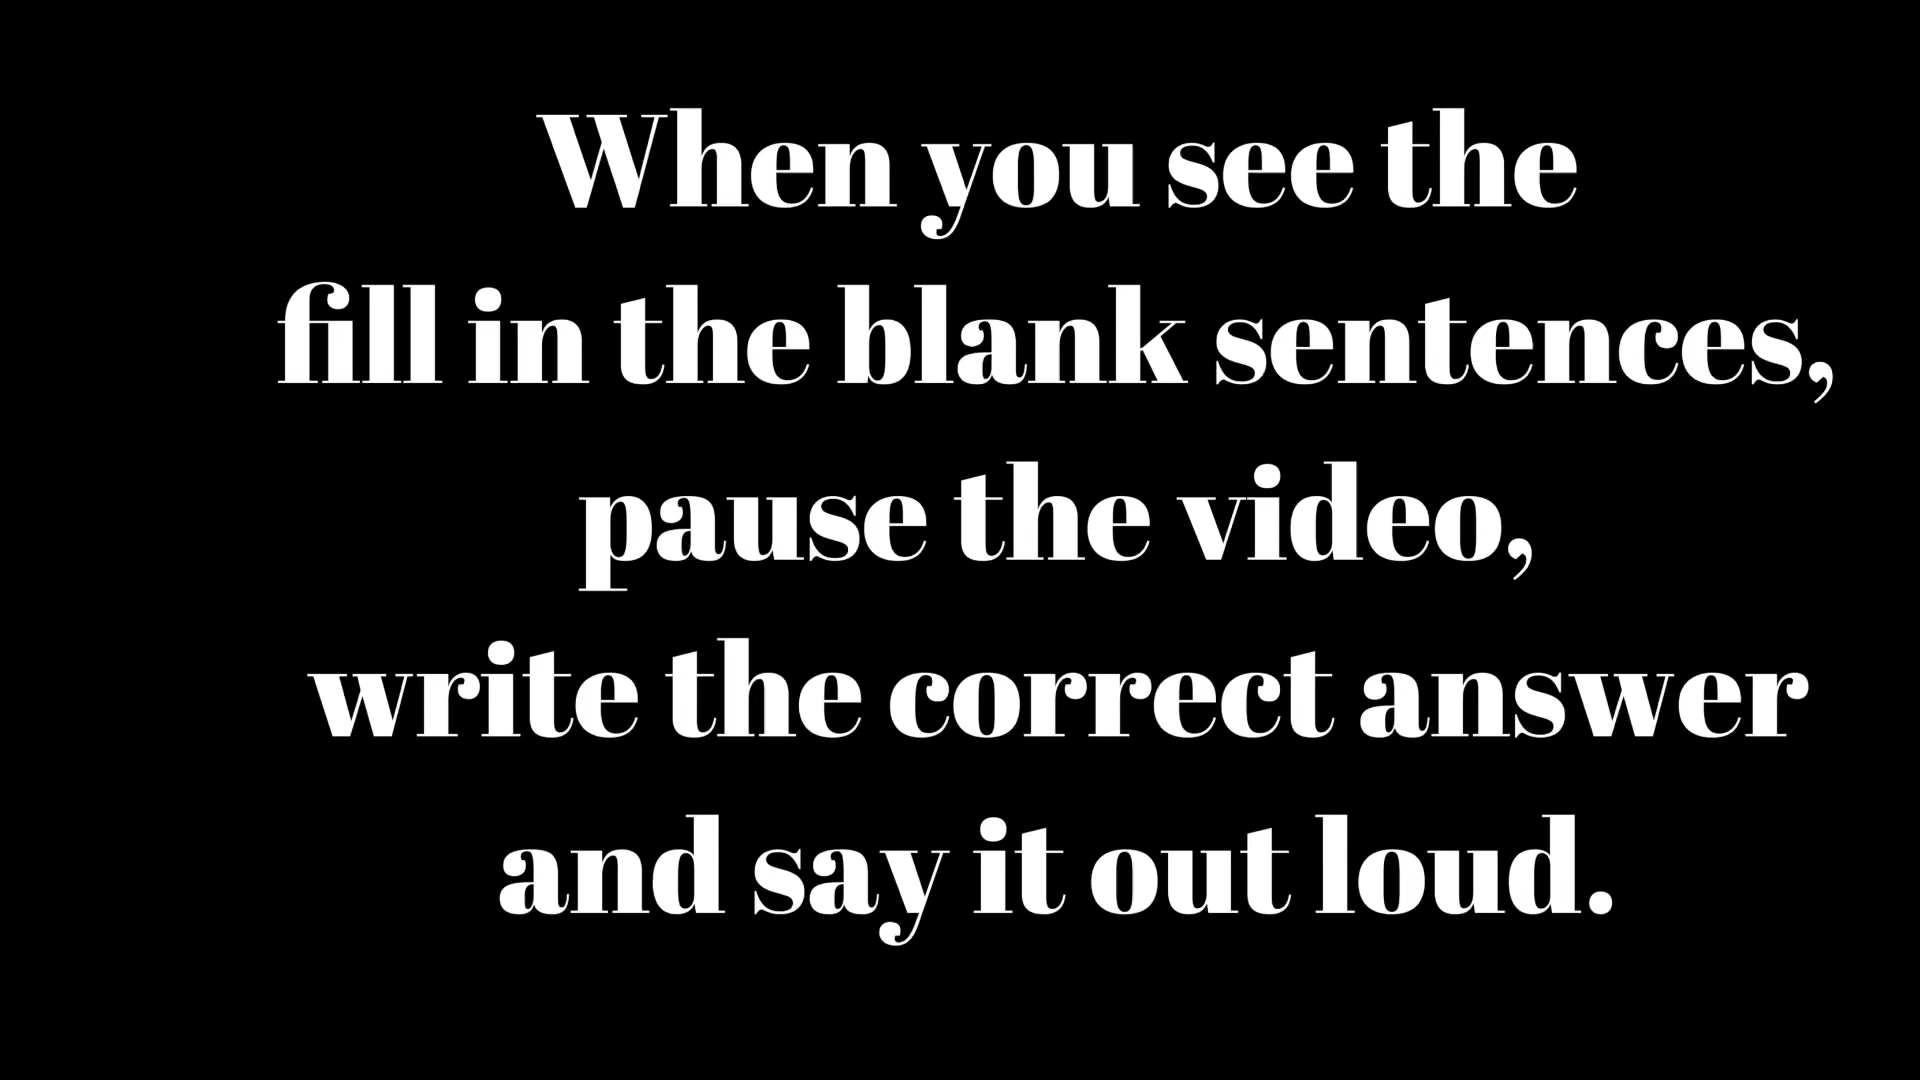 When you see the
fill in the blank sentences,
pause the video,
write the correct answer
and say it out loud.